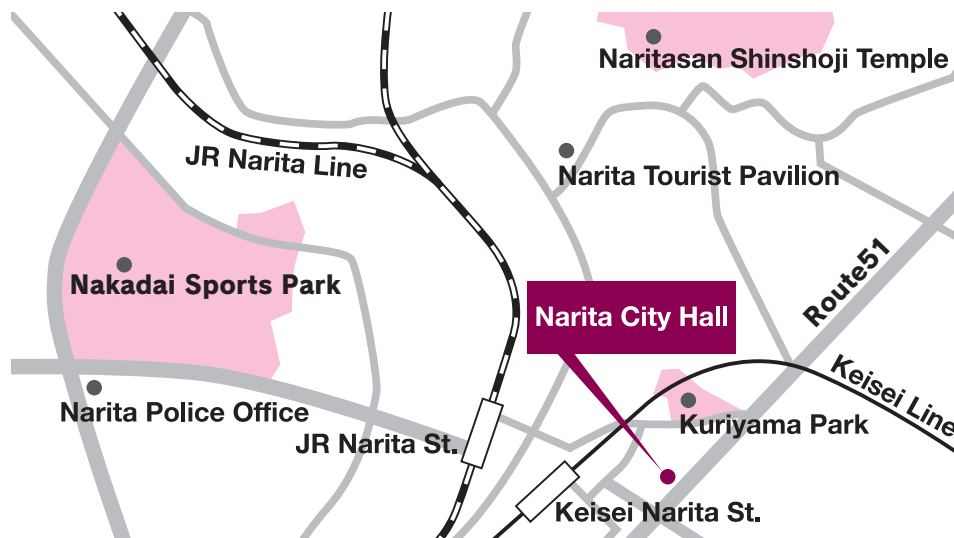 Naritasan Shinshoji Temple
JR Narita Line
Narita Tourist Pavilion
Nakadai Sports Park
Route51
Narita City Hall
Keisei Line
Narita Police Office
Kuriyama Park
JR Narita St.
Keisei Narita St.